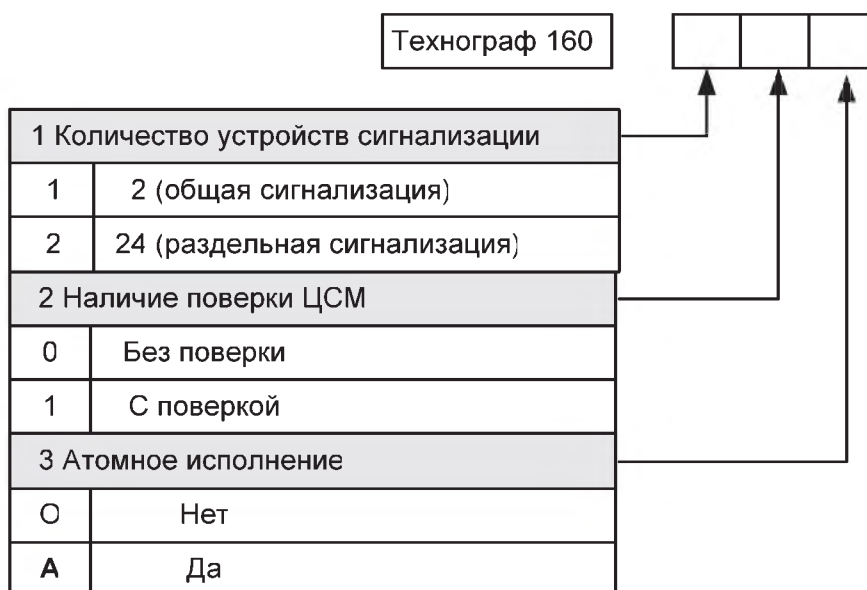 Технограф 160
1 Количество устройств сигнализации
1 2 (общая сигнализация)
2 24 (раздельная сигнализация)
2 Наличие поверки ЦСМ
0 Без поверки
1 С поверкой
3 Атомное исполнение
О Нет
А Да